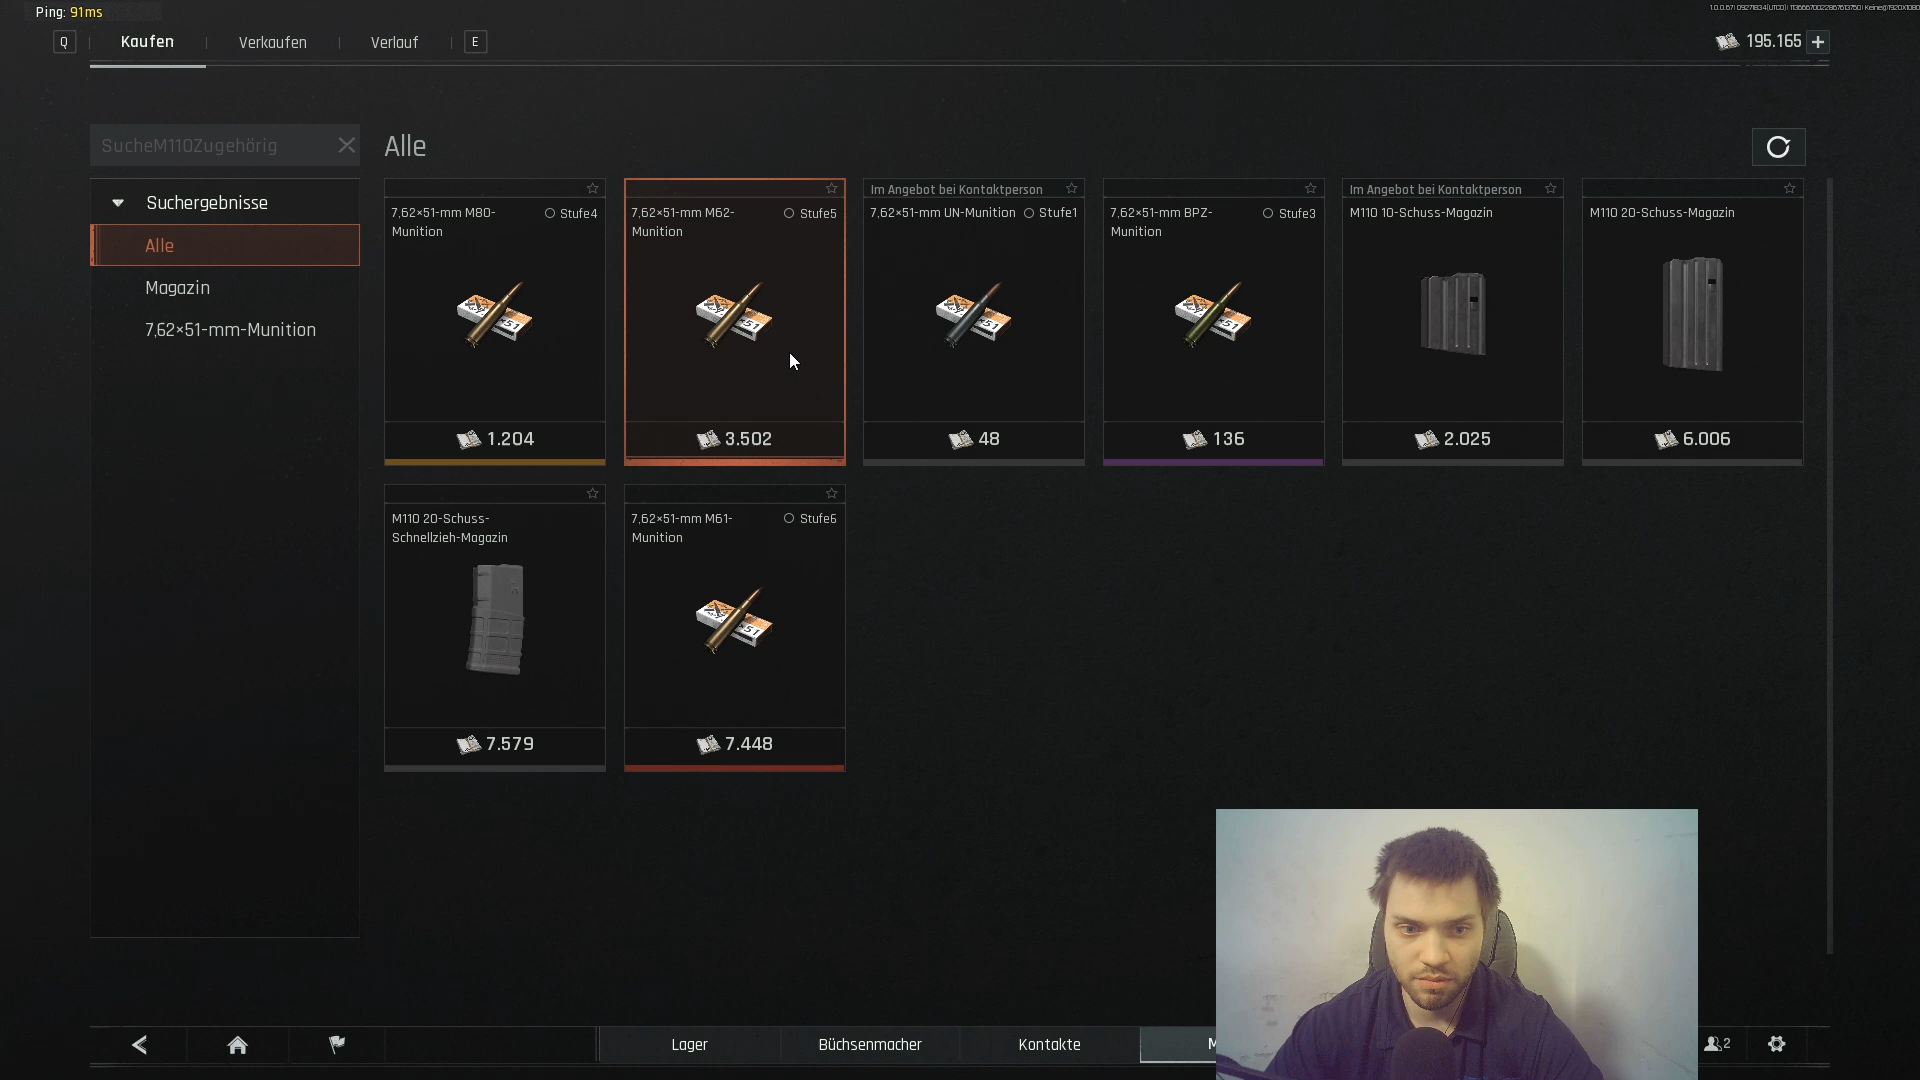 Ping: 91ms
Q
Kaufen
Verkaufen
Verlauf
E
195.165
SucheM110Zugehörig
Alle
Suchergebnisse
Alle
Magazin
7,62×51-mm-Munition
7,62×51-mm M80-
Munition
Stufe4
1.204
7,62×51-mm M62-
Munition
Stufe5
3.502
Im Angebot bei Kontaktperson
7,62×51-mm UN-Munition
Stufe1
48
7,62×51-mm BPZ-
Munition
Stufe3
136
Im Angebot bei Kontaktperson
M110 10-Schuss-Magazin
2.025
M110 20-Schuss-Magazin
6.006
M110 20-Schuss-
Schnellzieh-Magazin
7.579
7,62×51-mm M61-
Munition
Stufe6
7.448
Lager
Büchsenmacher
Kontakte
M
2